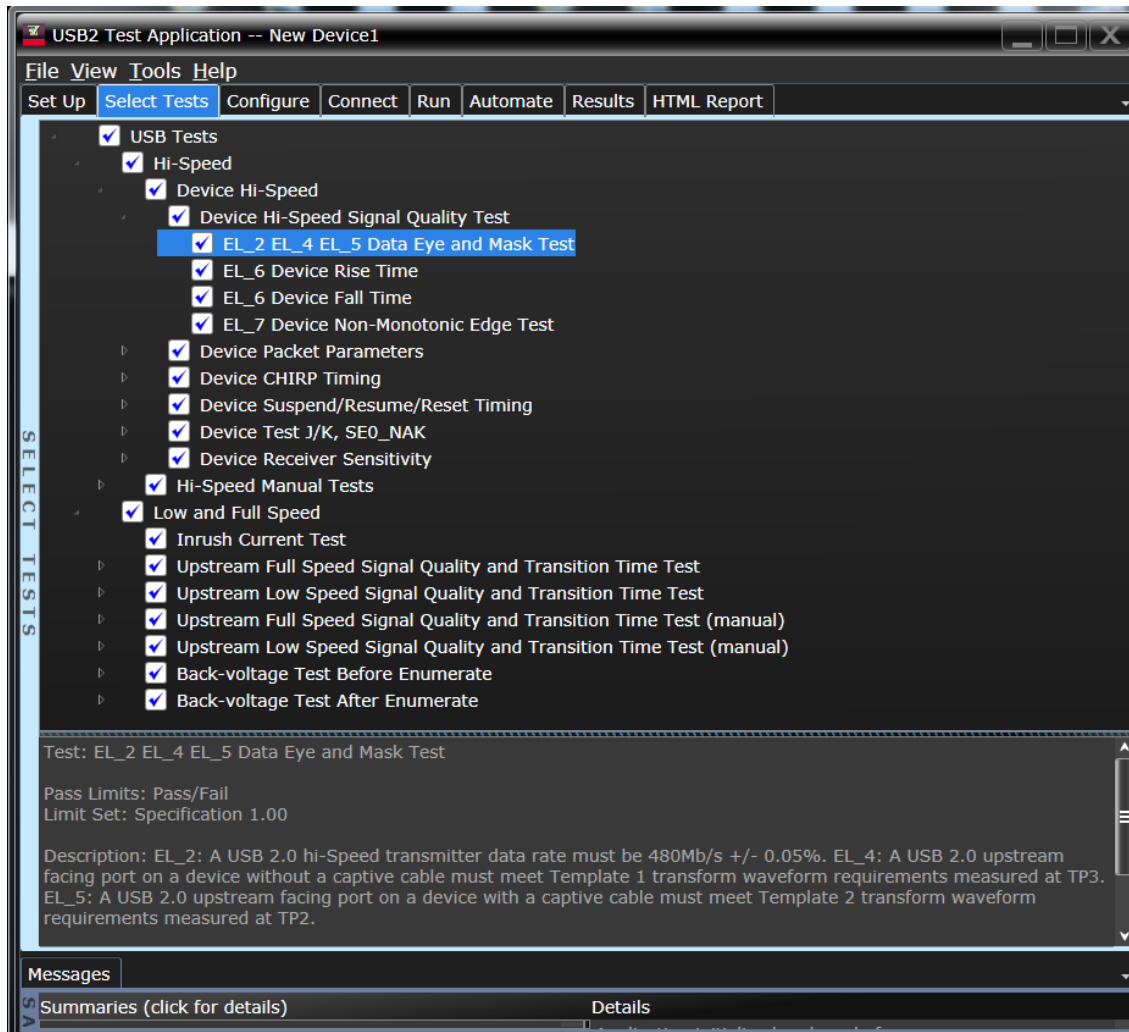 USB2 Test Application -- New Device1
File View Tools Help
Set Up Select Tests Configure Connect Run Automate Results HTML Report
USB Tests
Hi-Speed
Device Hi-Speed
Device Hi-Speed Signal Quality Test
EL_2 EL_4 EL_5 Data Eye and Mask Test
EL_6 Device Rise Time
EL_6 Device Fall Time
EL_7 Device Non-Monotonic Edge Test
Device Packet Parameters
Device CHIRP Timing
Device Suspend/Resume/Reset Timing
Device Test J/K, SE0_NAK
Device Receiver Sensitivity
Hi-Speed Manual Tests
Low and Full Speed
Inrush Current Test
Upstream Full Speed Signal Quality and Transition Time Test
Upstream Low Speed Signal Quality and Transition Time Test
Upstream Full Speed Signal Quality and Transition Time Test (manual)
Upstream Low Speed Signal Quality and Transition Time Test (manual)
Back-voltage Test Before Enumerate
Back-voltage Test After Enumerate
SELECT TESTS
Test: EL_2 EL_4 EL_5 Data Eye and Mask Test
Pass Limits: Pass/Fail
Limit Set: Specification 1.00
Description: EL_2: A USB 2.0 hi-Speed transmitter data rate must be 480Mb/s +/- 0.05%. EL_4: A USB 2.0 upstream
facing port on a device without a captive cable must meet Template 1 transform waveform requirements measured at TP3.
EL_5: A USB 2.0 upstream facing port on a device with a captive cable must meet Template 2 transform waveform
requirements measured at TP2.
Messages
Summaries (click for details) Details